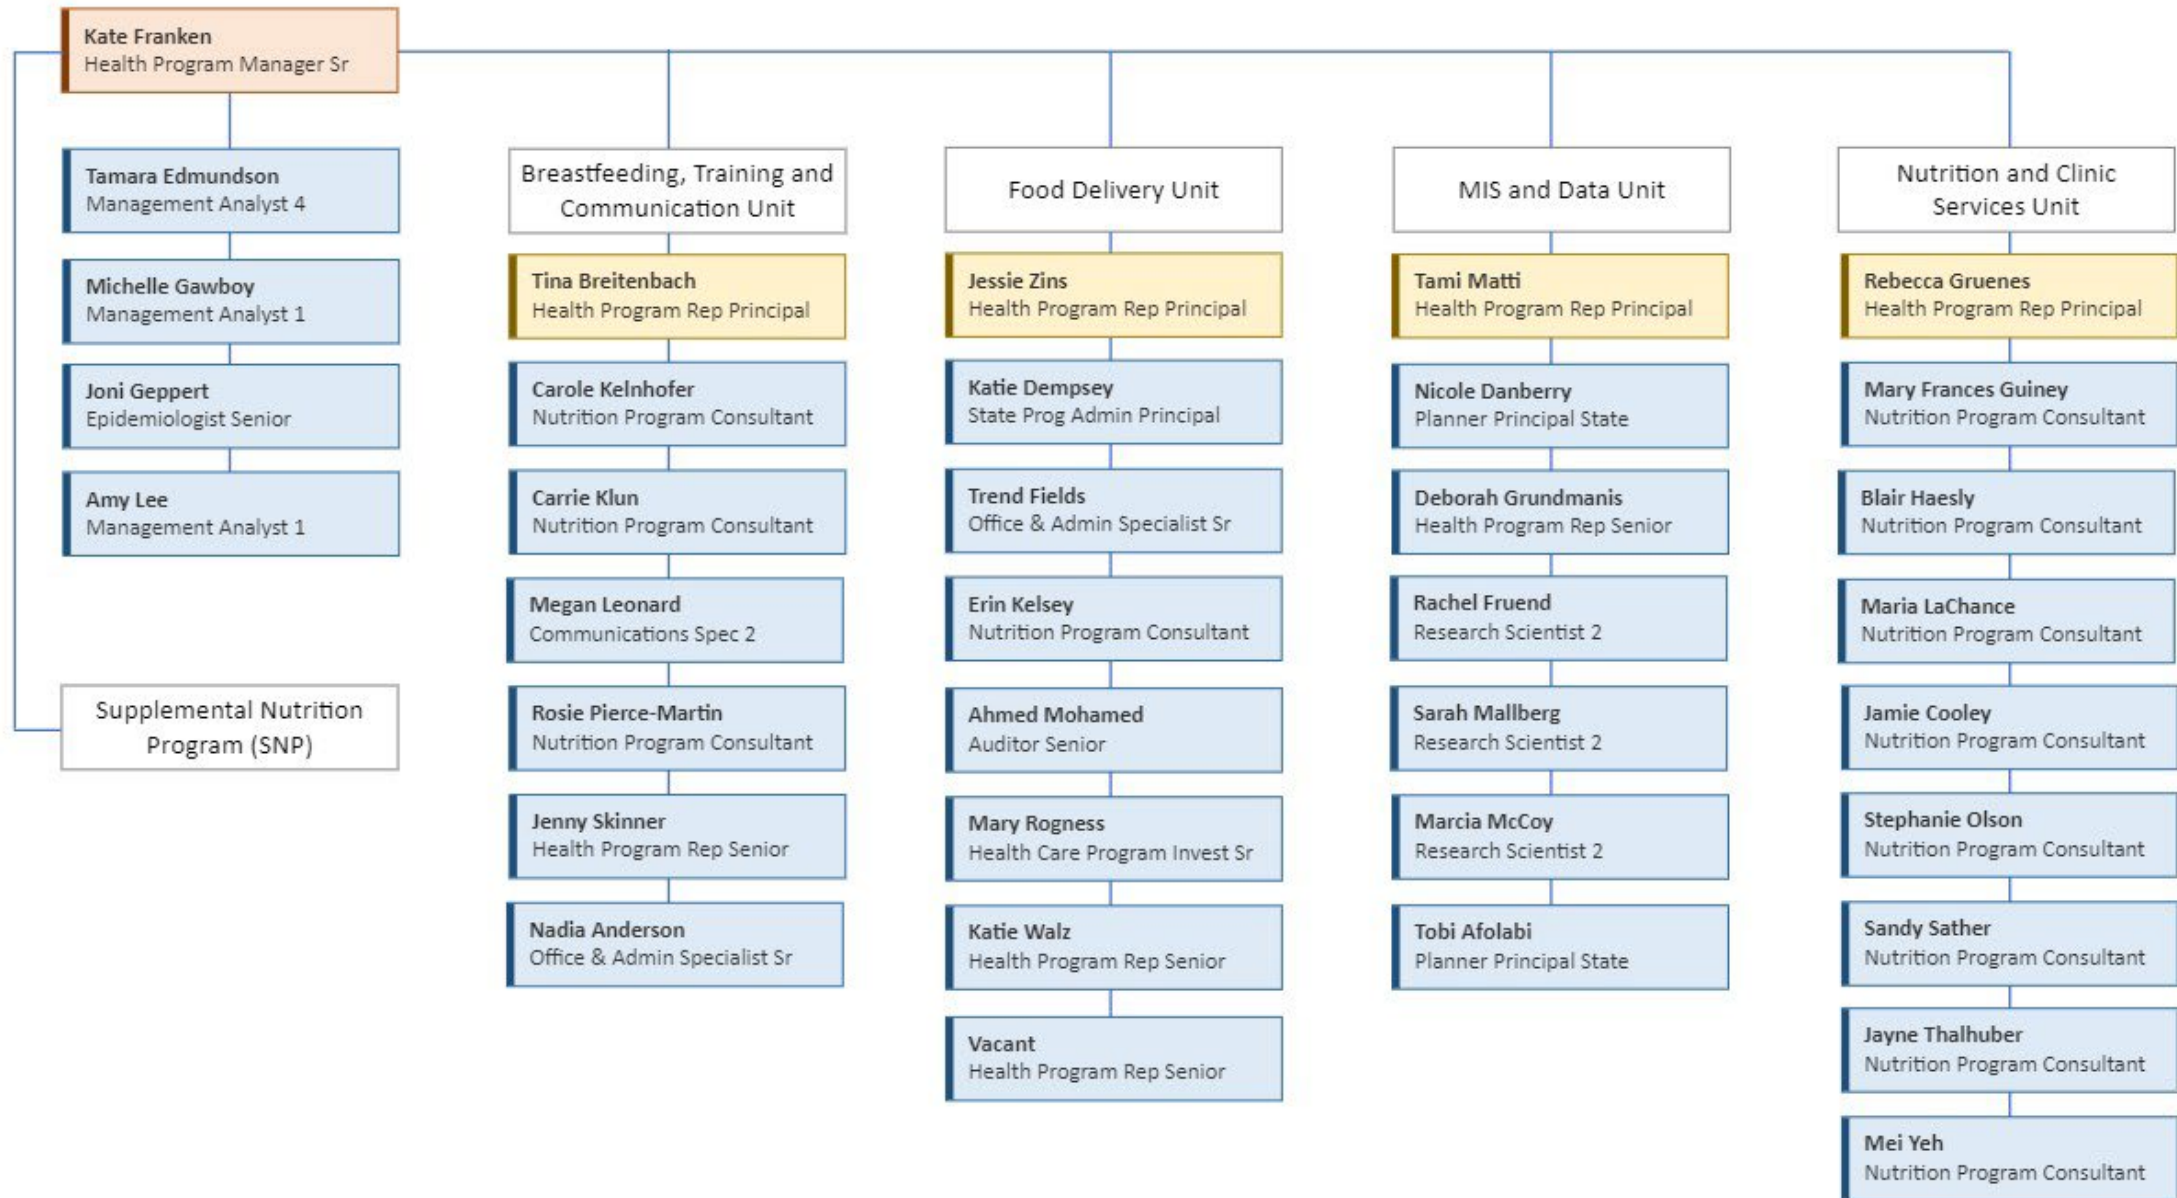 Kate Franken
Health Program Manager Sr
Tamara Edmundson
Management Analyst 4
Michelle Gawboy
Management Analyst 1
Joni Geppert
Epidemiologist Senior
Amy Lee
Management Analyst 1
Supplemental Nutrition
Program (SNP)
Breastfeeding, Training and
Communication Unit
Tina Breitenbach
Health Program Rep Principal
Carole Kelnhofer
Nutrition Program Consultant
Carrie Klun
Nutrition Program Consultant
Megan Leonard
Communications Spec 2
Rosie Pierce-Martin
Nutrition Program Consultant
Jenny Skinner
Health Program Rep Senior
Nadia Anderson
Office & Admin Specialist Sr
Food Delivery Unit
Jessie Zins
Health Program Rep Principal
Katie Dempsey
State Prog Admin Principal
Trend Fields
Office & Admin Specialist Sr
Erin Kelsey
Nutrition Program Consultant
Ahmed Mohamed
Auditor Senior
Mary Rogness
Health Care Program Invest Sr
Katie Walz
Health Program Rep Senior
Vacant
Health Program Rep Senior
MIS and Data Unit
Tami Matti
Health Program Rep Principal
Nicole Danberry
Planner Principal State
Deborah Grundmanis
Health Program Rep Senior
Rachel Fruend
Research Scientist 2
Sarah Mallberg
Research Scientist 2
Marcia McCoy
Research Scientist 2
Tobi Afolabi
Planner Principal State
Nutrition and Clinic
Services Unit
Rebecca Gruenes
Health Program Rep Principal
Mary Frances Guiney
Nutrition Program Consultant
Blair Haesly
Nutrition Program Consultant
Maria LaChance
Nutrition Program Consultant
Jamie Cooley
Nutrition Program Consultant
Stephanie Olson
Nutrition Program Consultant
Sandy Sather
Nutrition Program Consultant
Jayne Thalhuber
Nutrition Program Consultant
Mei Yeh
Nutrition Program Consultant